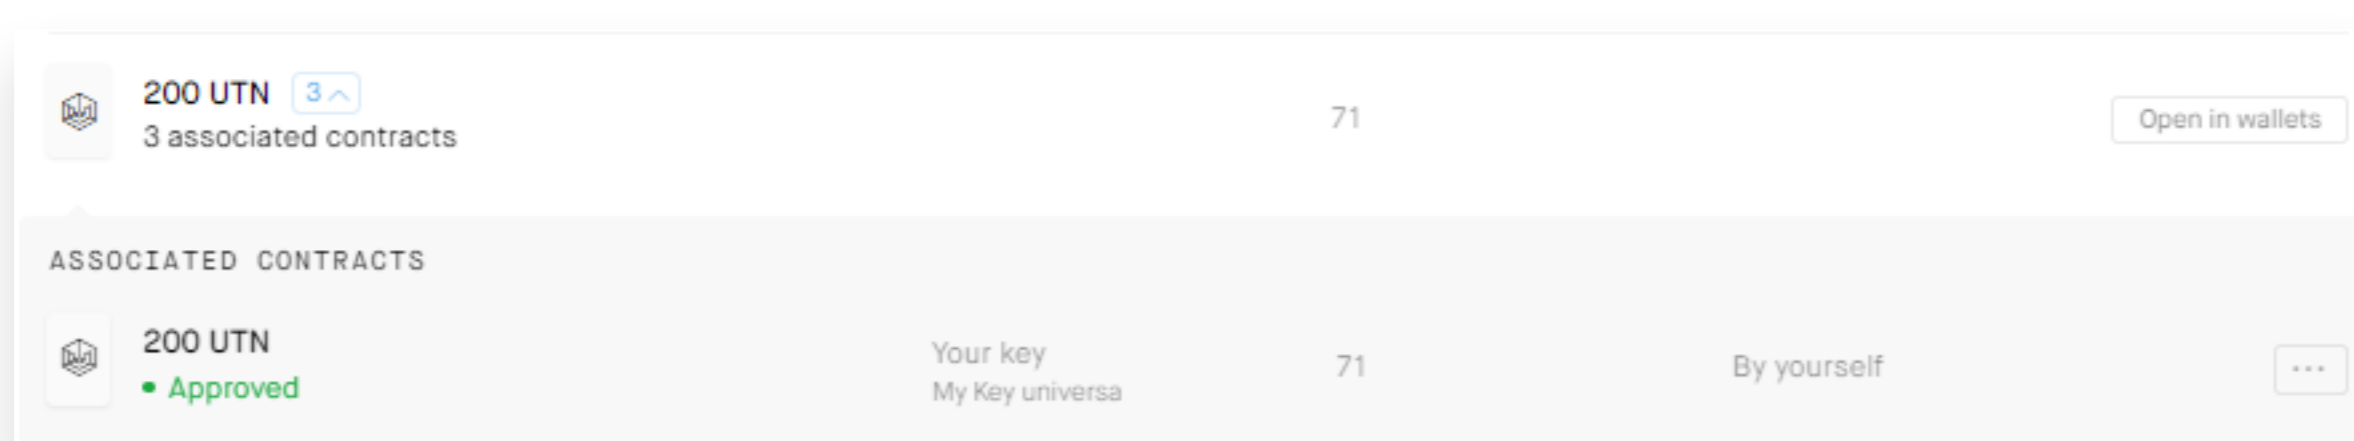 200 UTN 3
3 associated contracts
71
Open in wallets
ASSOCIATED CONTRACTS
200 UTN
• Approved
Your key
My Key universa
71
By yourself
...